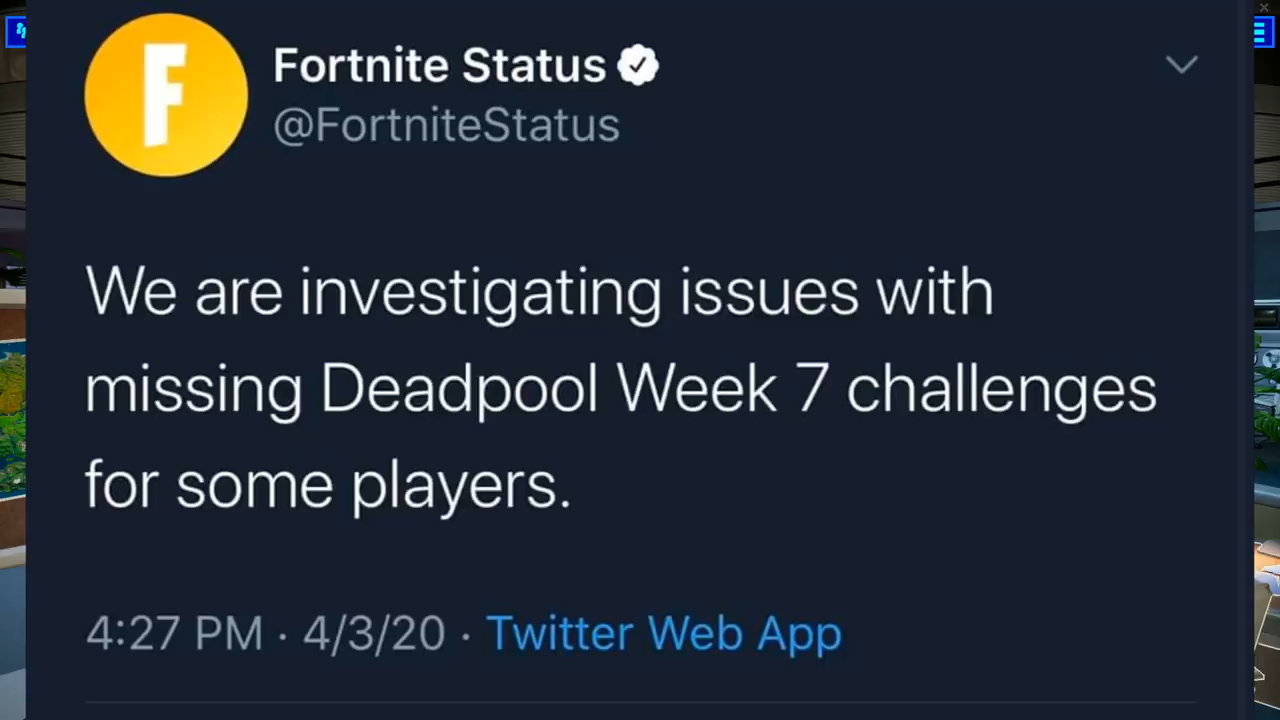 F
Fortnite Status
@FortniteStatus
We are investigating issues with
missing Deadpool Week 7 challenges
for some players.
4:27 PM · 4/3/20 · Twitter Web App